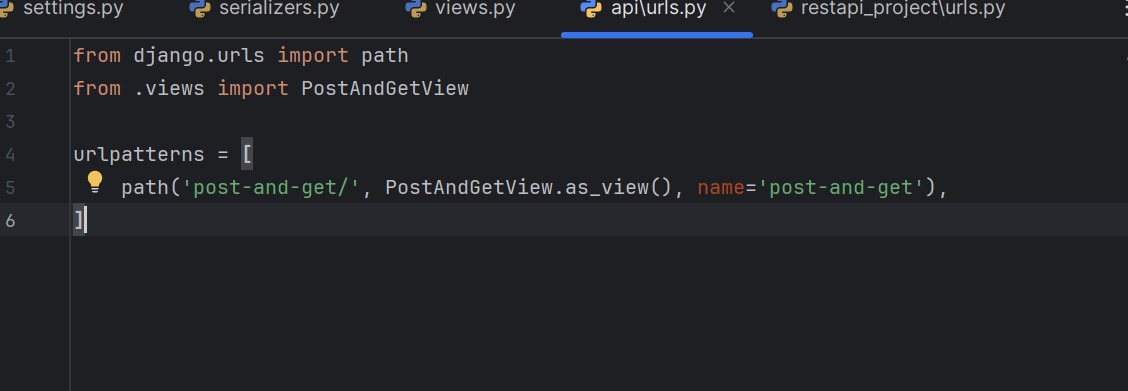 settings.py serializers.py views.py api\urls.py restapi_project\urls.py
1 from django.urls import path
2 from .views import PostAndGetView
3
4 urlpatterns = [
5     path('post-and-get/', PostAndGetView.as_view(), name='post-and-get'),
6 ]